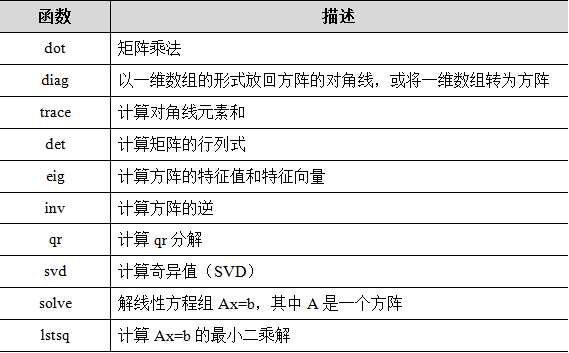 函数 描述
dot 矩阵乘法
diag 以一维数组的形式放回方阵的对角线，或将一维数组转为方阵
trace 计算对角线元素和
det 计算矩阵的行列式
eig 计算方阵的特征值和特征向量
inv 计算方阵的逆
qr 计算 qr 分解
svd 计算奇异值（SVD）
solve 解线性方程组 Ax=b，其中 A 是一个方阵
lstsq 计算 Ax=b 的最小二乘解